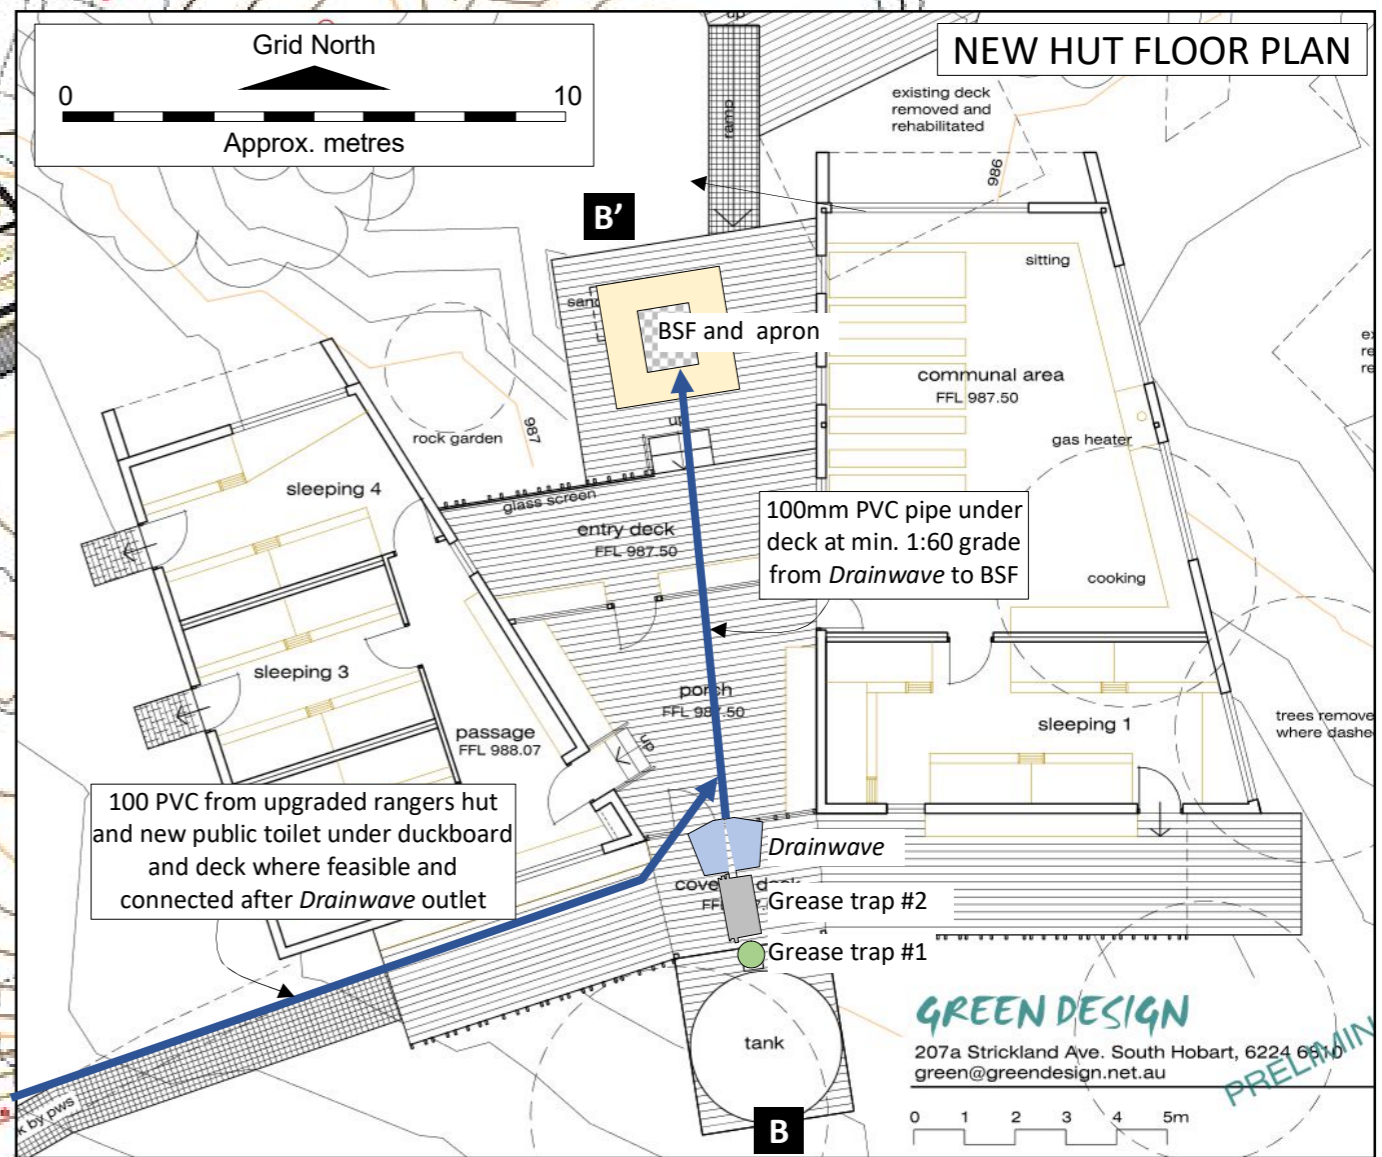 Grid North
0 10
Approx. metres
NEW HUT FLOOR PLAN
up
ramp
existing deck
removed and
rehabilitated
986
B'
sitting
BSF and apron
communal area
FFL 987.50
up
987
rock garden
gas heater
sleeping 4
glass screen
entry deck
FFL 987.50
100mm PVC pipe under
deck at min. 1:60 grade
from Drainwave to BSF
cooking
sleeping 3
porch
FFL 987.50
sleeping 1
trees remove
where dashe
passage
FFL 988.07
up
100 PVC from upgraded rangers hut
and new public toilet under duckboard
and deck where feasible and
connected after Drainwave outlet
Drainwave
Grease trap #2
Grease trap #1
tank
B
GREEN DESIGN
207a Strickland Ave. South Hobart, 6224 6810
green@greendesign.net.au
PRELIMIN
0 1 2 3 4 5m
k by pws